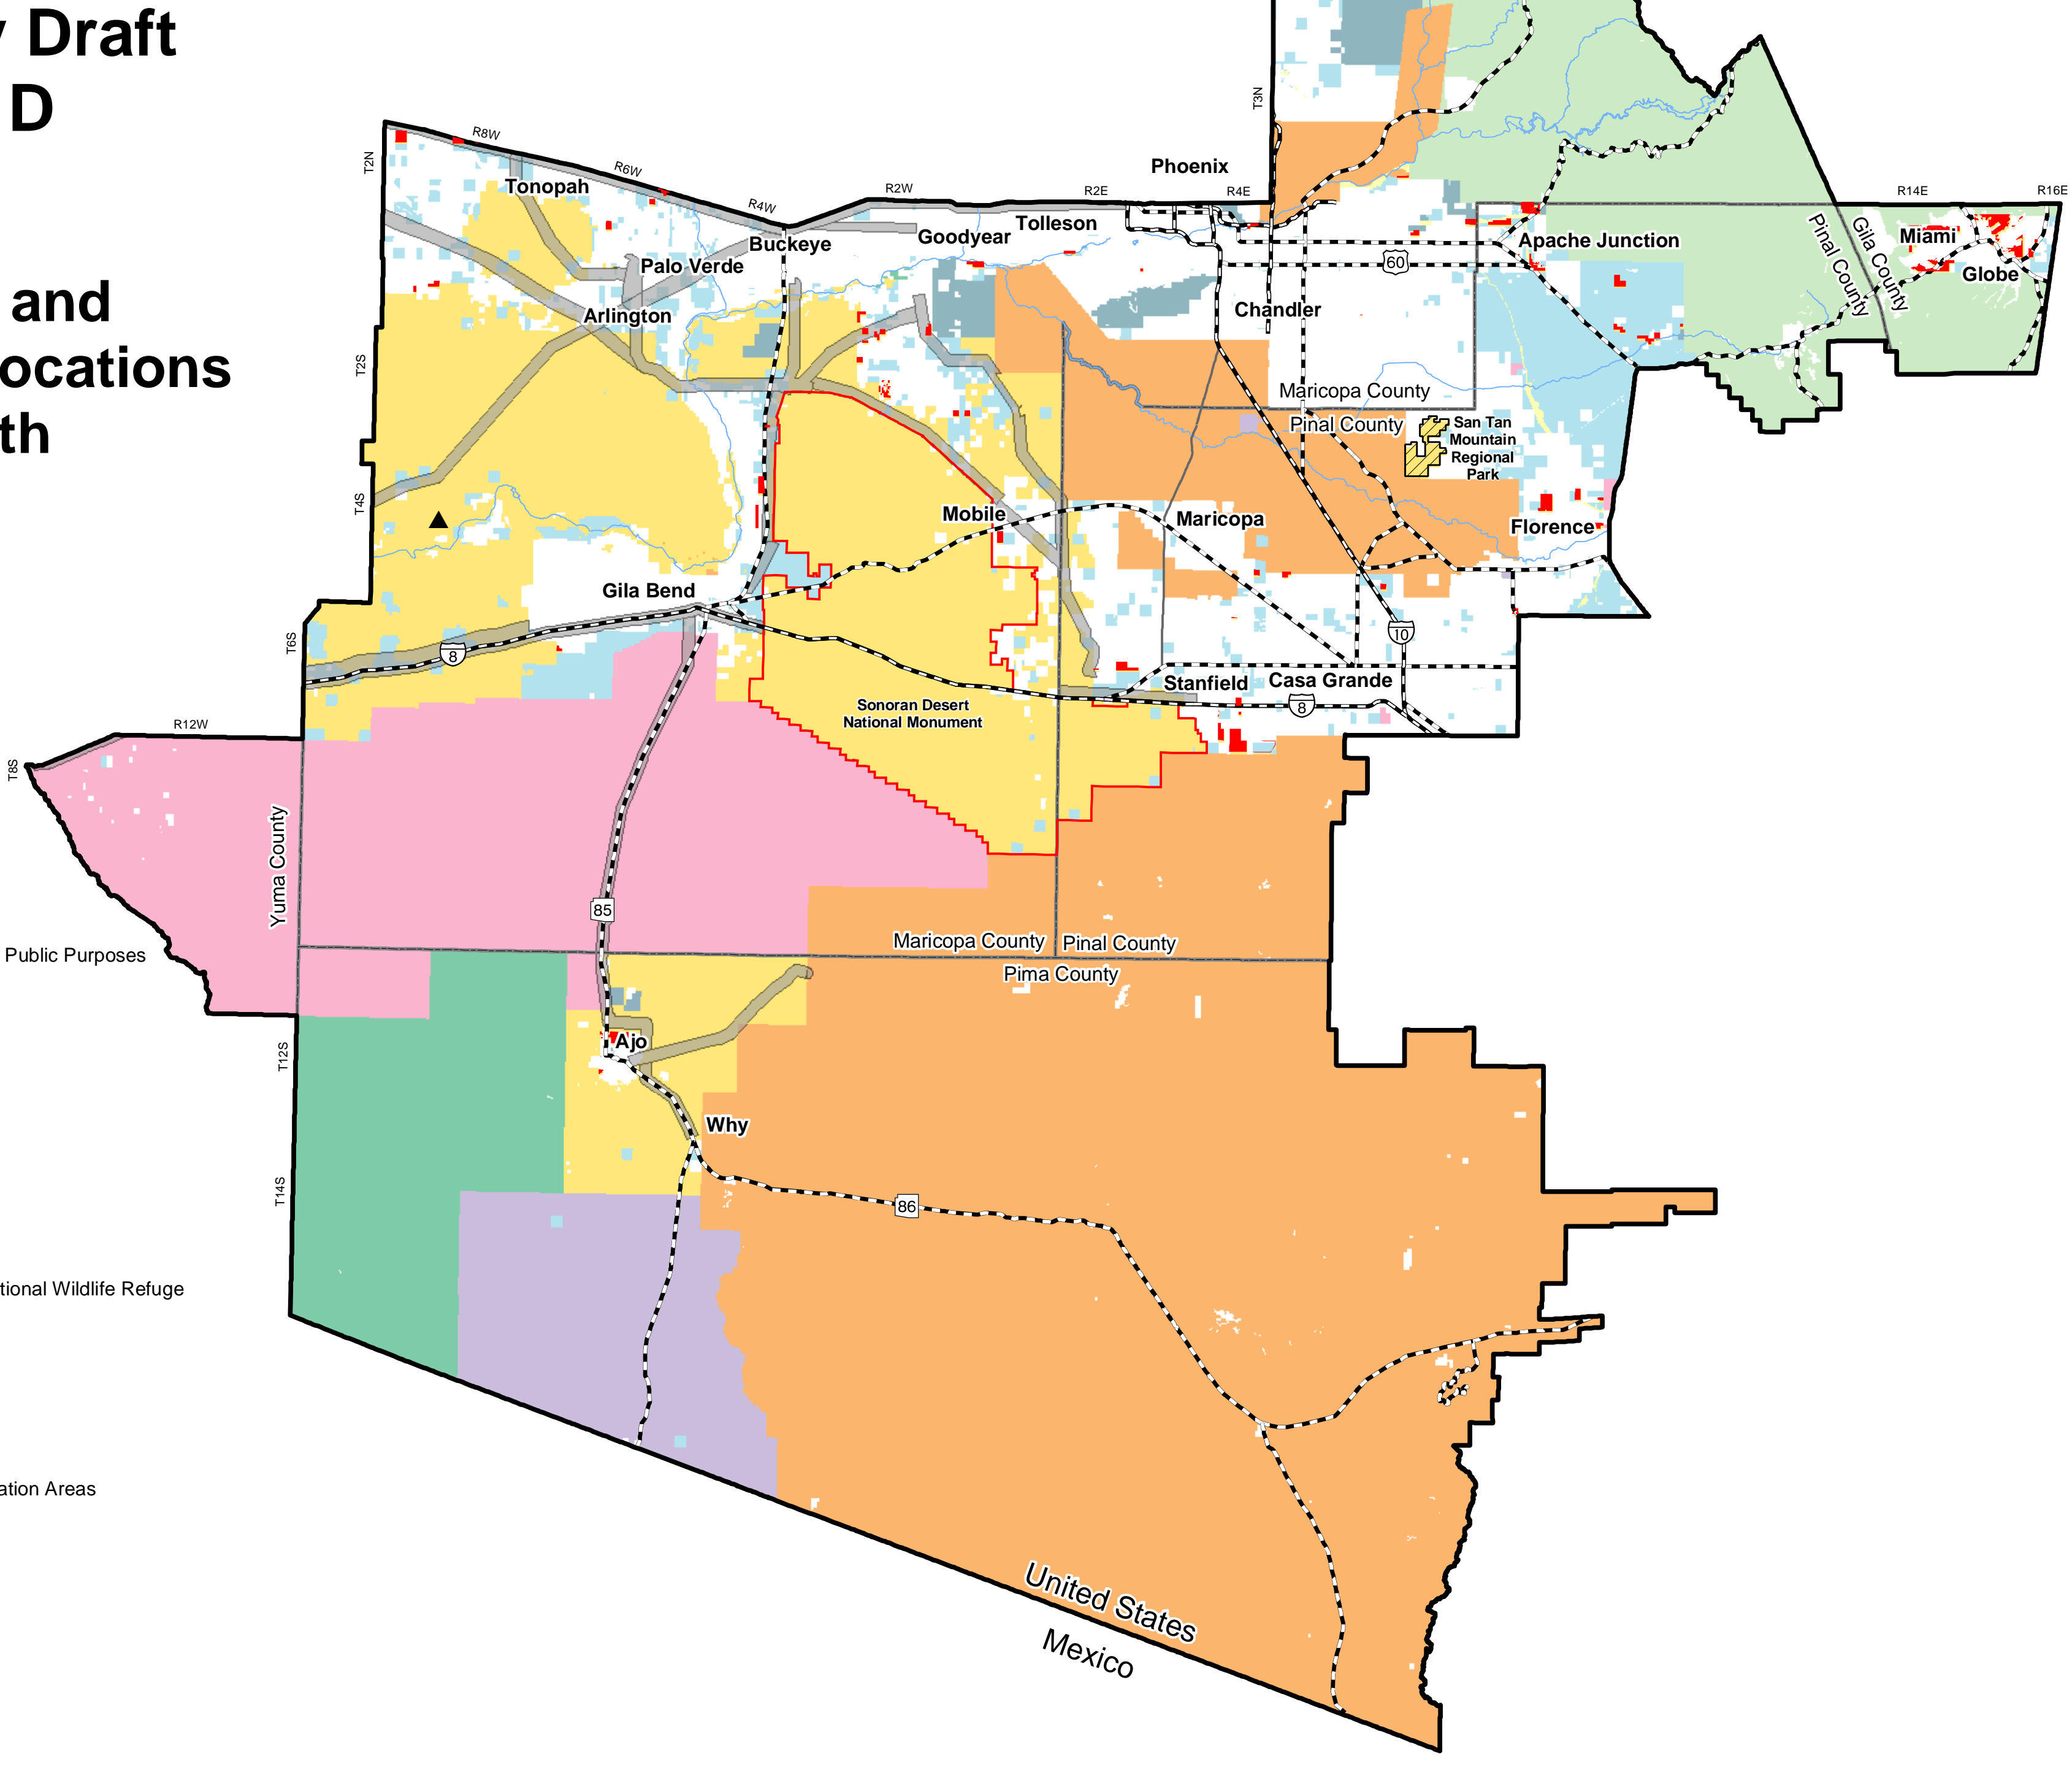 Draft
D
and
ocations
th
Public Purposes
tional Wildlife Refuge
ation Areas
T3N
R8W
T2N
R6W
Tonopah
R4W
R2W
R2E
Phoenix
R4E
R14E
R16E
Tolleson
Goodyear
Buckeye
Palo Verde
Arlington
60
Apache Junction
Pinal County
Gila County
Miami
Globe
Chandler
T2S
Maricopa County
Pinal County
San Tan
Mountain
Regional
Park
T4S
Mobile
Maricopa
Florence
Gila Bend
T6S
8
10
Stanfield
Casa Grande
8
Sonoran Desert
National Monument
R12W
T8S
Yuma County
85
Maricopa County
Pinal County
Pima County
Ajo
T12S
Why
T14S
86
United States
Mexico